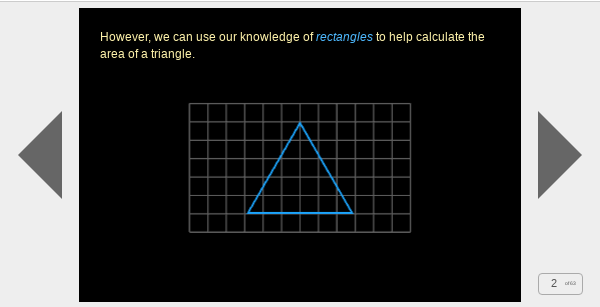 However, we can use our knowledge of rectangles to help calculate the
area of a triangle.
2 of 63